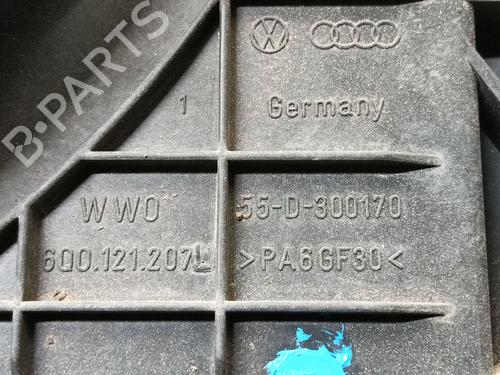 B-PARTS
1
Germany
WWO
55-D-300170
6Q0.121.207L
>PA6GF30<